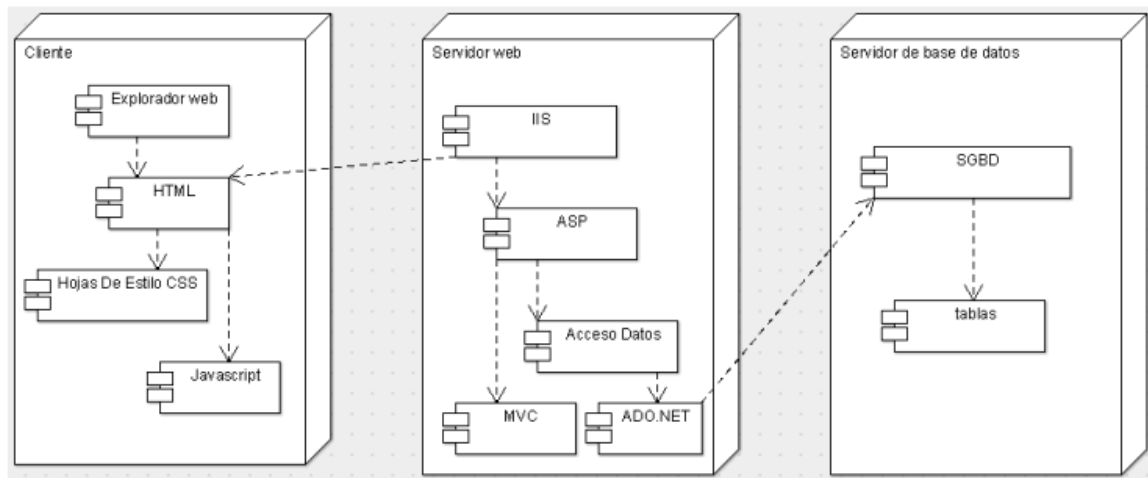 Cliente
Explorador web
HTML
Hojas De Estilo CSS
Javascript
Servidor web
IIS
ASP
Acceso Datos
MVC
ADO.NET
Servidor de base de datos
SGBD
tablas